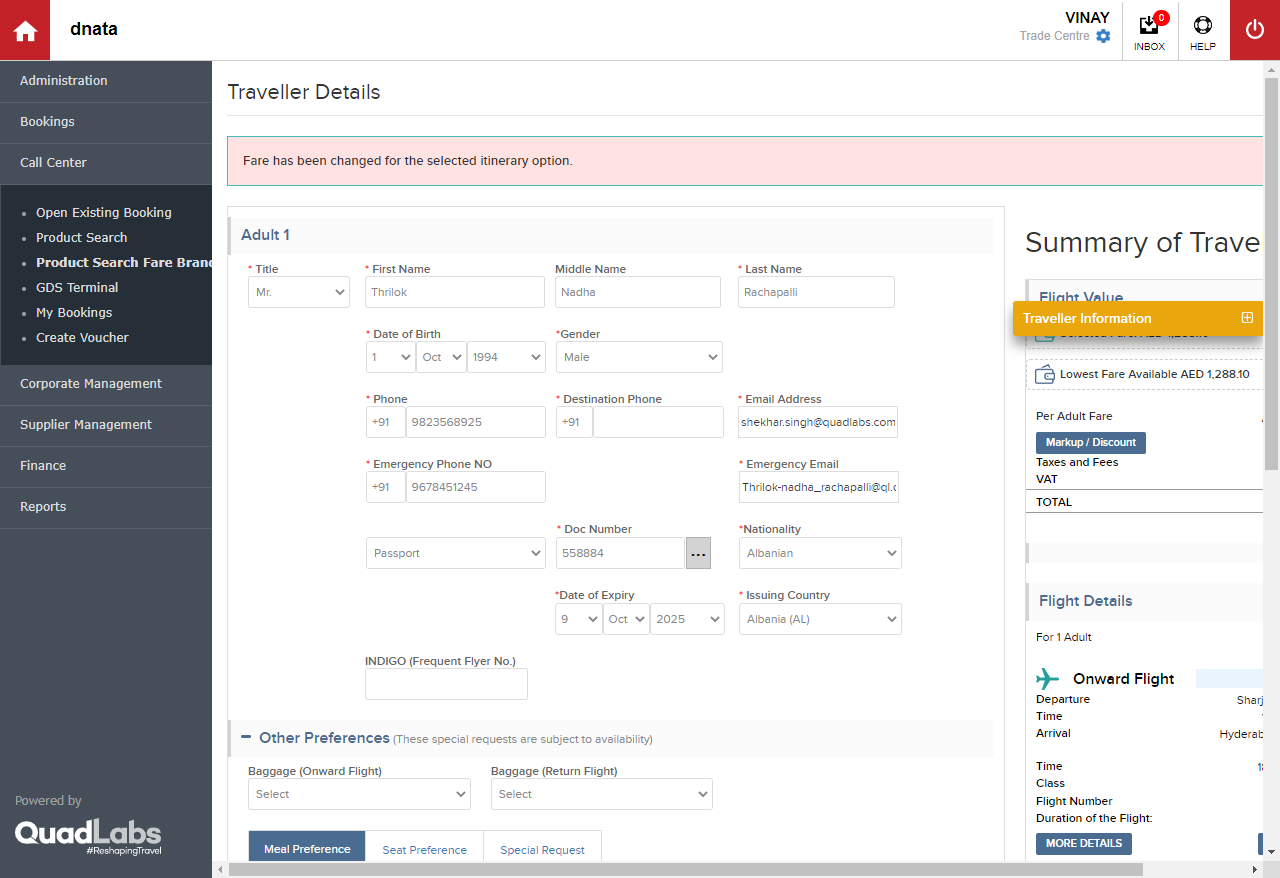 dnata
VINAY
Trade Centre
0
INBOX
HELP
Administration
Bookings
Call Center
Open Existing Booking
Product Search
Product Search Fare Bran
GDS Terminal
My Bookings
Create Voucher
Corporate Management
Supplier Management
Finance
Reports
Powered by
QuadLabs
#ReshapingTravel
Traveller Details
Fare has been changed for the selected itinerary option.
Adult 1
* Title
* First Name
Middle Name
* Last Name
Mr.
Thrilok
Nadha
Rachapalli
* Date of Birth
*Gender
1
Oct
1994
Male
* Phone
* Destination Phone
* Email Address
+91
9823568925
+91
shekhar.singh@quadlabs.com
* Emergency Phone NO
* Emergency Email
+91
9678451245
Thrilok-nadha_rachapalli@ql.c
* Doc Number
*Nationality
Passport
558884
...
Albanian
*Date of Expiry
* Issuing Country
9
Oct
2025
Albania (AL)
INDIGO (Frequent Flyer No.)
Other Preferences (These special requests are subject to availability)
Baggage (Onward Flight)
Baggage (Return Flight)
Select
Select
Meal Preference
Seat Preference
Special Request
Summary of Trave
Flight Value
Traveller Information
Lowest Fare Available AED 1,288.10
Per Adult Fare
Markup / Discount
Taxes and Fees
VAT
TOTAL
Flight Details
For 1 Adult
Onward Flight
Departure
Sharj
Time
Arrival
Hyderab
Time
Class
Flight Number
Duration of the Flight:
MORE DETAILS